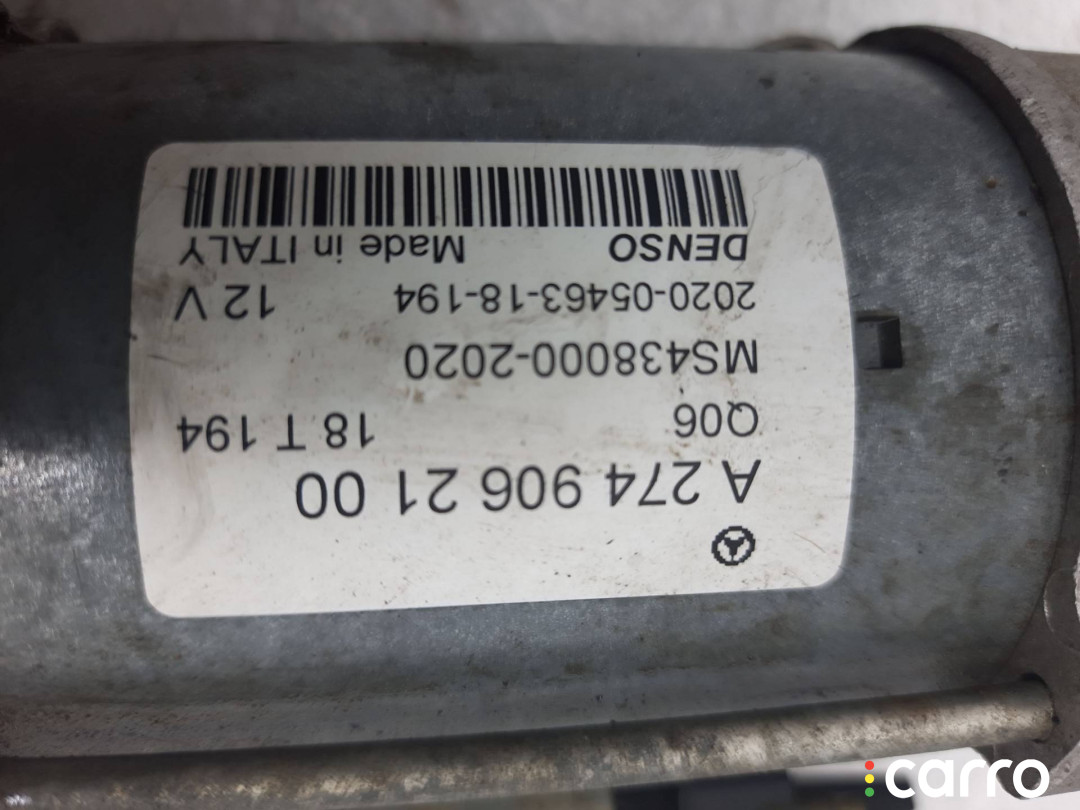 A 274 906 21 00
Q06 18 T 194
MS438000-2020
2020-05463-18-194 12 V
DENSO Made in ITALY
carro